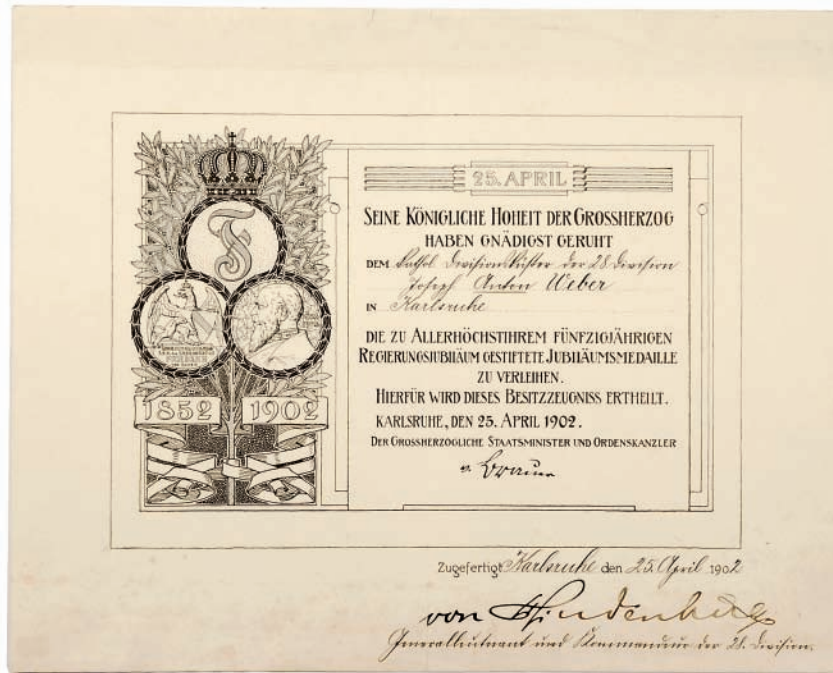 25. APRIL
SEINE KÖNIGLICHE HOHEIT DER GROSSHERZOG
HABEN GNÄDIGST GERUHT
DEM Kathol. Divisionsküster der 28. Division
Joseph Anton Weber
IN Karlsruhe
DIE ZU ALLERHÖCHSTIHREM FÜNFZIGJÄHRIGEN
REGIERUNGSJUBILÄUM GESTIFTETE JUBILÄUMSMEDAILLE
ZU VERLEIHEN.
HIERFÜR WIRD DIESES BESITZZEUGNISS ERTHEILT.
KARLSRUHE, DEN 25. APRIL 1902.
DER GROSSHERZOGLICHE STAATSMINISTER UND ORDENSKANZLER
v. Brauer
1852 1902
Zugefertigt Karlsruhe den 25. April 1902
von Hindenburg
Generalleutnant und Kommandeur der 28. Division.